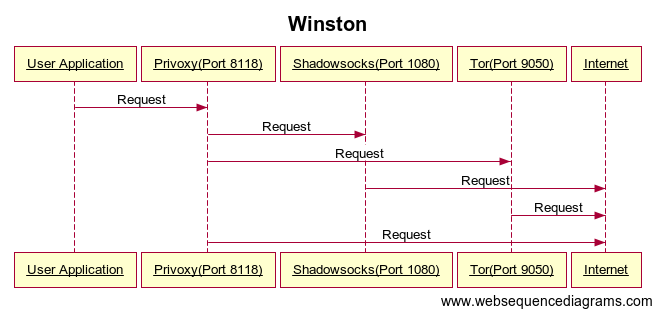 Winston
User Application Privoxy(Port 8118) Shadowsocks(Port 1080) Tor(Port 9050) Internet
Request
Request
Request
Request
Request
Request
User Application Privoxy(Port 8118) Shadowsocks(Port 1080) Tor(Port 9050) Internet
www.websequencediagrams.com